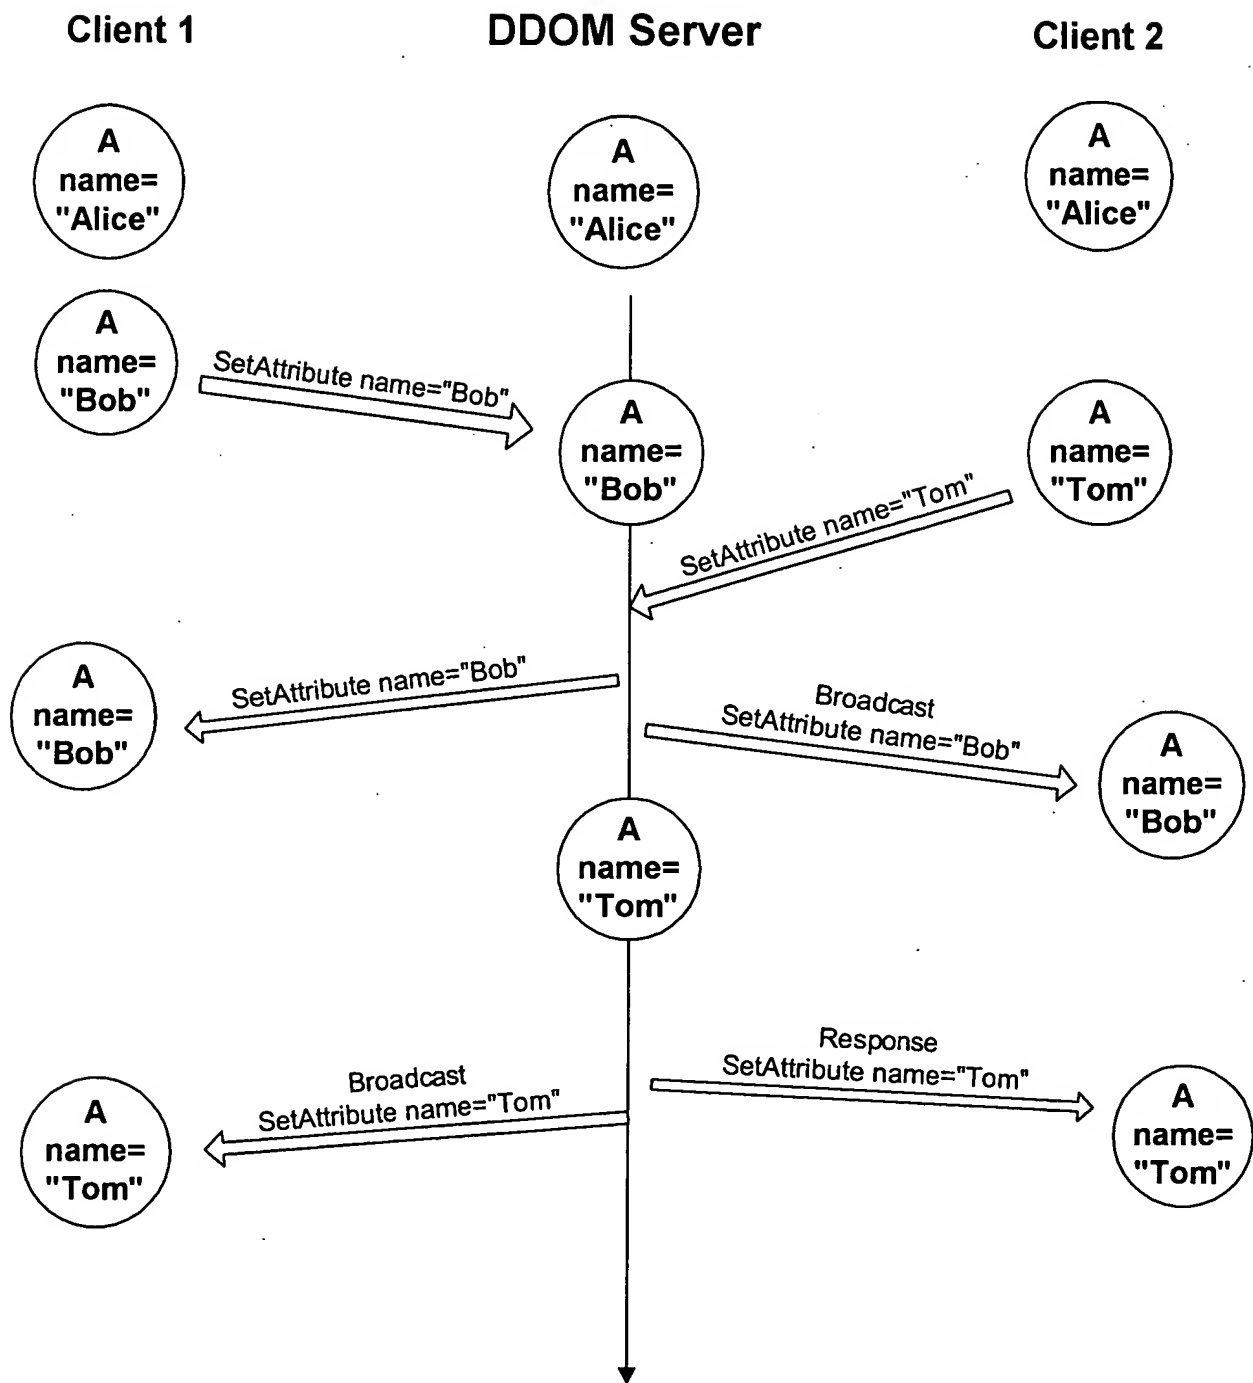 Client 1
DDOM Server
Client 2
A
name=
"Alice"
A
name=
"Alice"
A
name=
"Alice"
A
name=
"Bob"
SetAttribute name="Bob"
A
name=
"Bob"
A
name=
"Tom"
SetAttribute name="Tom"
A
name=
"Bob"
SetAttribute name="Bob"
Broadcast
SetAttribute name="Bob"
A
name=
"Bob"
A
name=
"Tom"
Broadcast
SetAttribute name="Tom"
Response
SetAttribute name="Tom"
A
name=
"Tom"
A
name=
"Tom"